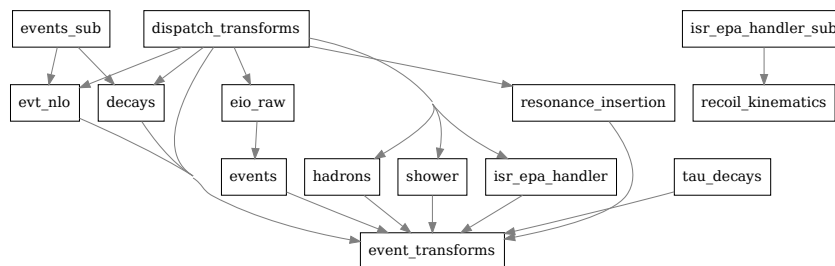 events_sub
dispatch_transforms
isr_epa_handler_sub
evt_nlo
decays
eio_raw
resonance_insertion
recoil_kinematics
events
hadrons
shower
isr_epa_handler
tau_decays
event_transforms